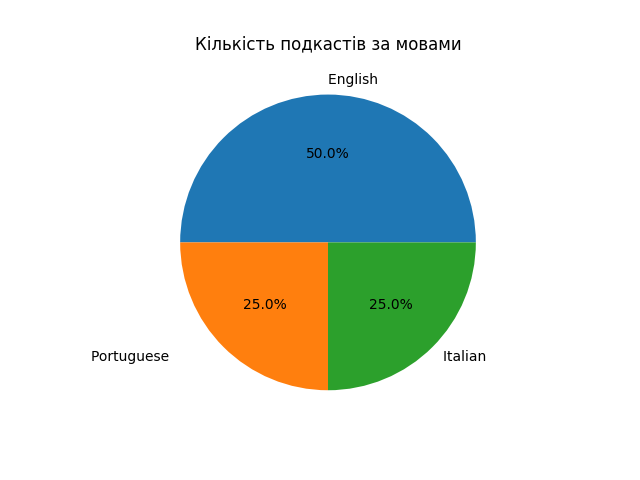 Кількість подкастів за мовами
English
50.0%
25.0%
25.0%
Portuguese
Italian